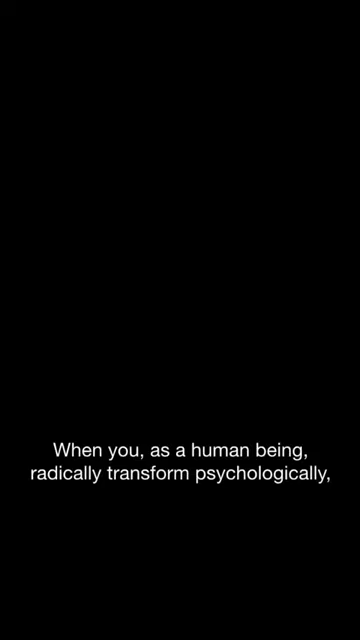 When you, as a human being,
radically transform psychologically,